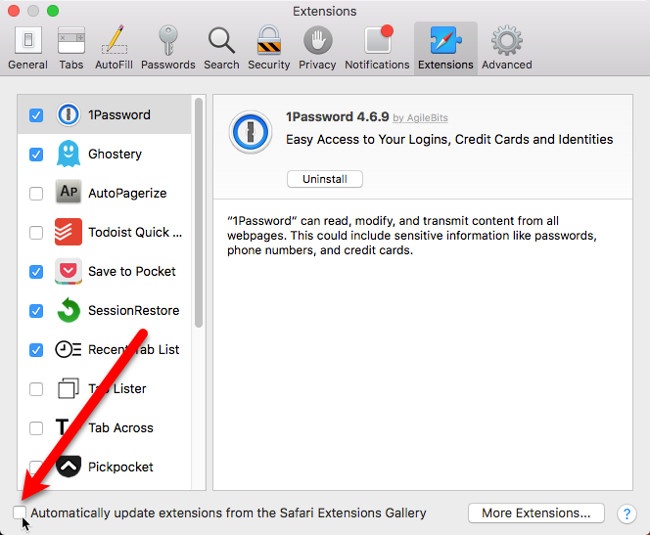 Extensions
General Tabs AutoFill Passwords Search Security Privacy Notifications Extensions Advanced
1Password
Ghostery
AP AutoPagerize
Todoist Quick ...
Save to Pocket
SessionRestore
Recent Tab List
Tab Lister
T Tab Across
Pickpocket
1Password 4.6.9 by AgileBits
Easy Access to Your Logins, Credit Cards and Identities
Uninstall
“1Password” can read, modify, and transmit content from all
webpages. This could include sensitive information like passwords,
phone numbers, and credit cards.
Automatically update extensions from the Safari Extensions Gallery
More Extensions... ?